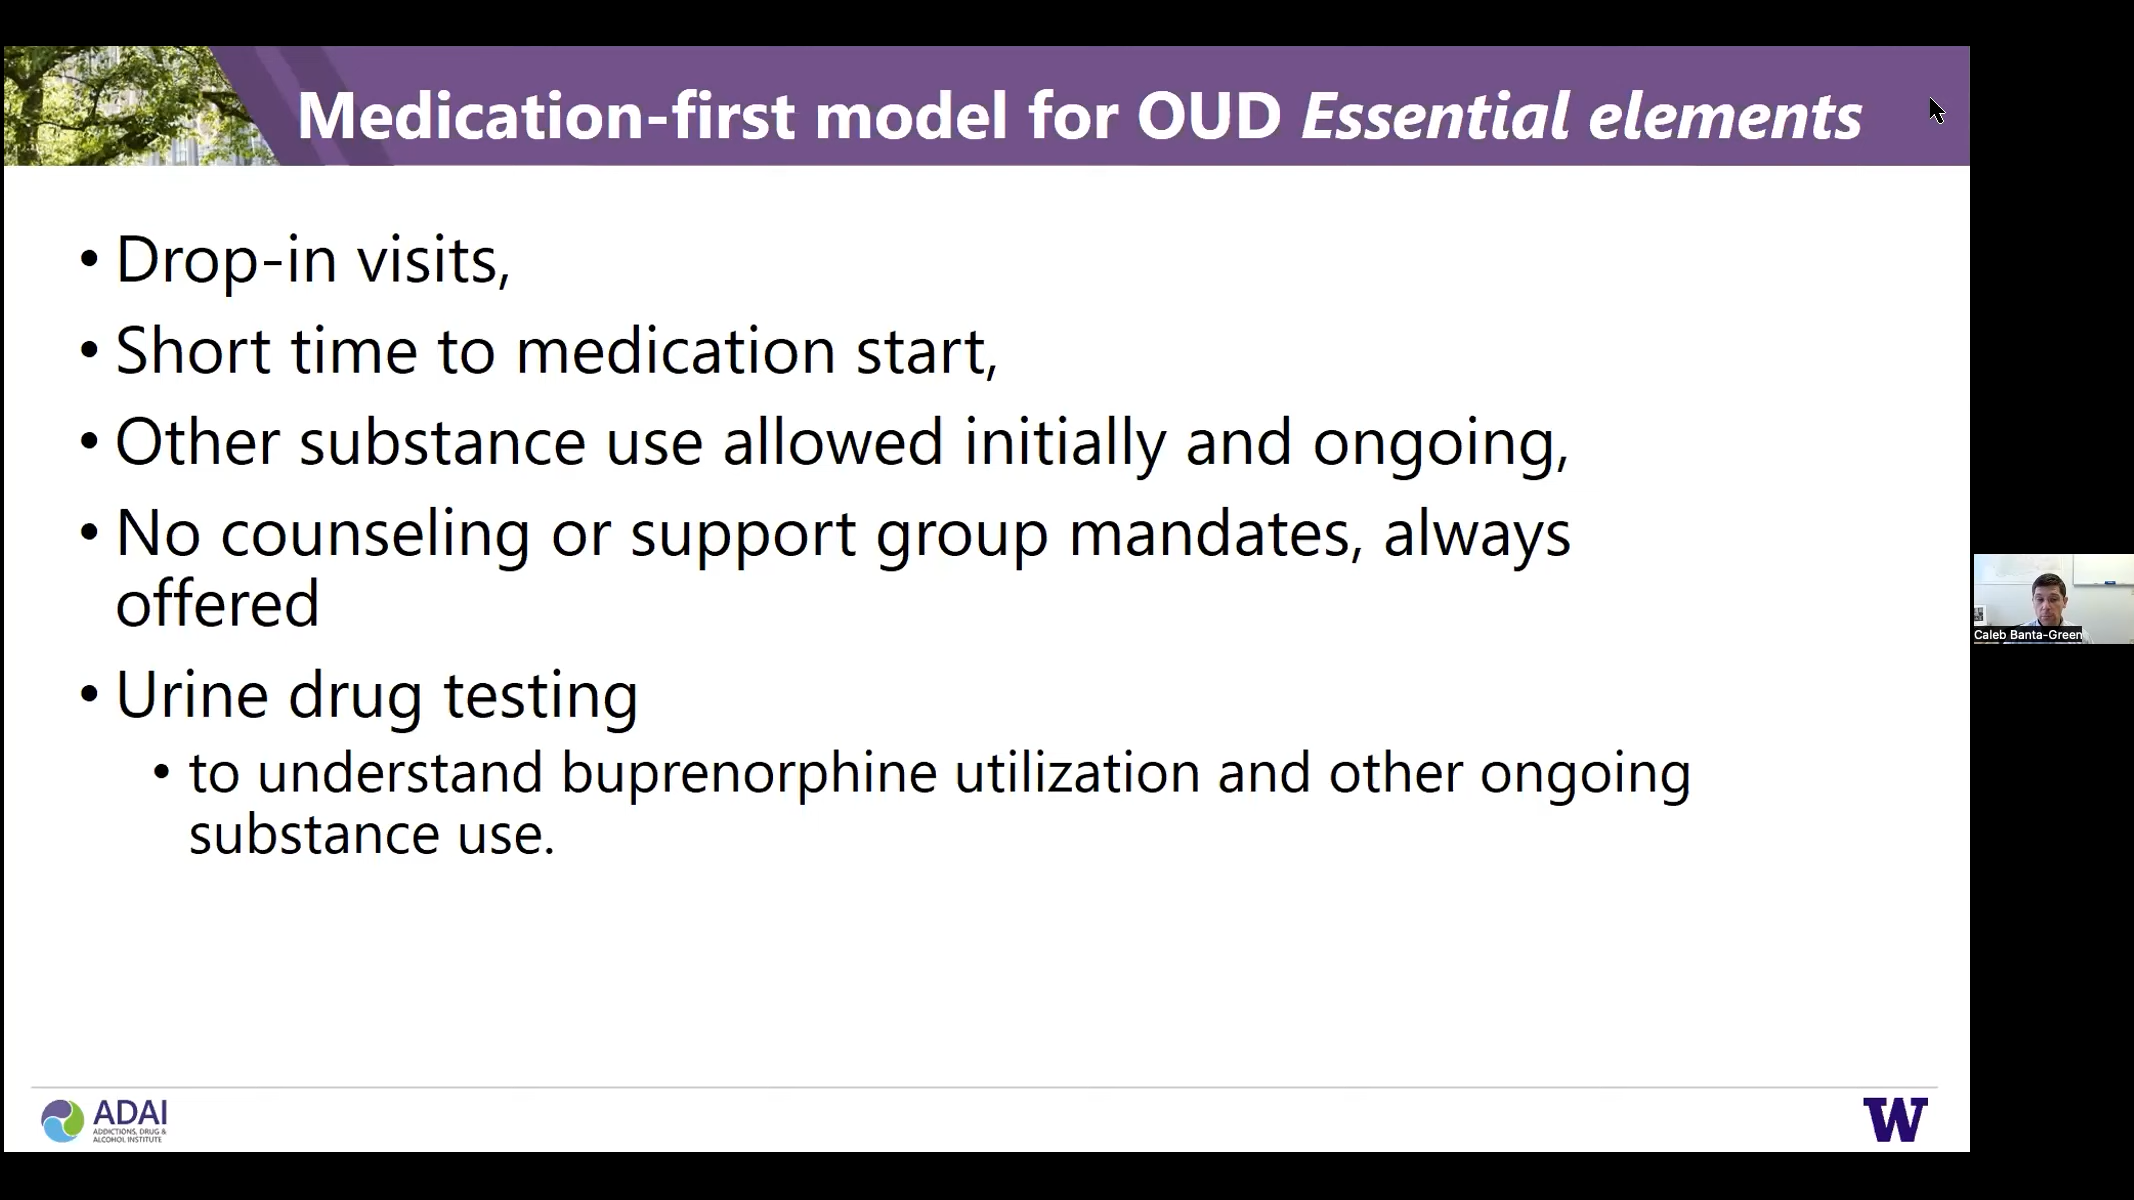 Medication-first model for OUD Essential elements
• Drop-in visits,
• Short time to medication start,
• Other substance use allowed initially and ongoing,
• No counseling or support group mandates, always
offered
• Urine drug testing
• to understand buprenorphine utilization and other ongoing
substance use.
Caleb Banta-Green
ADAI
ADDICTIONS, DRUG &
ALCOHOL INSTITUTE
W